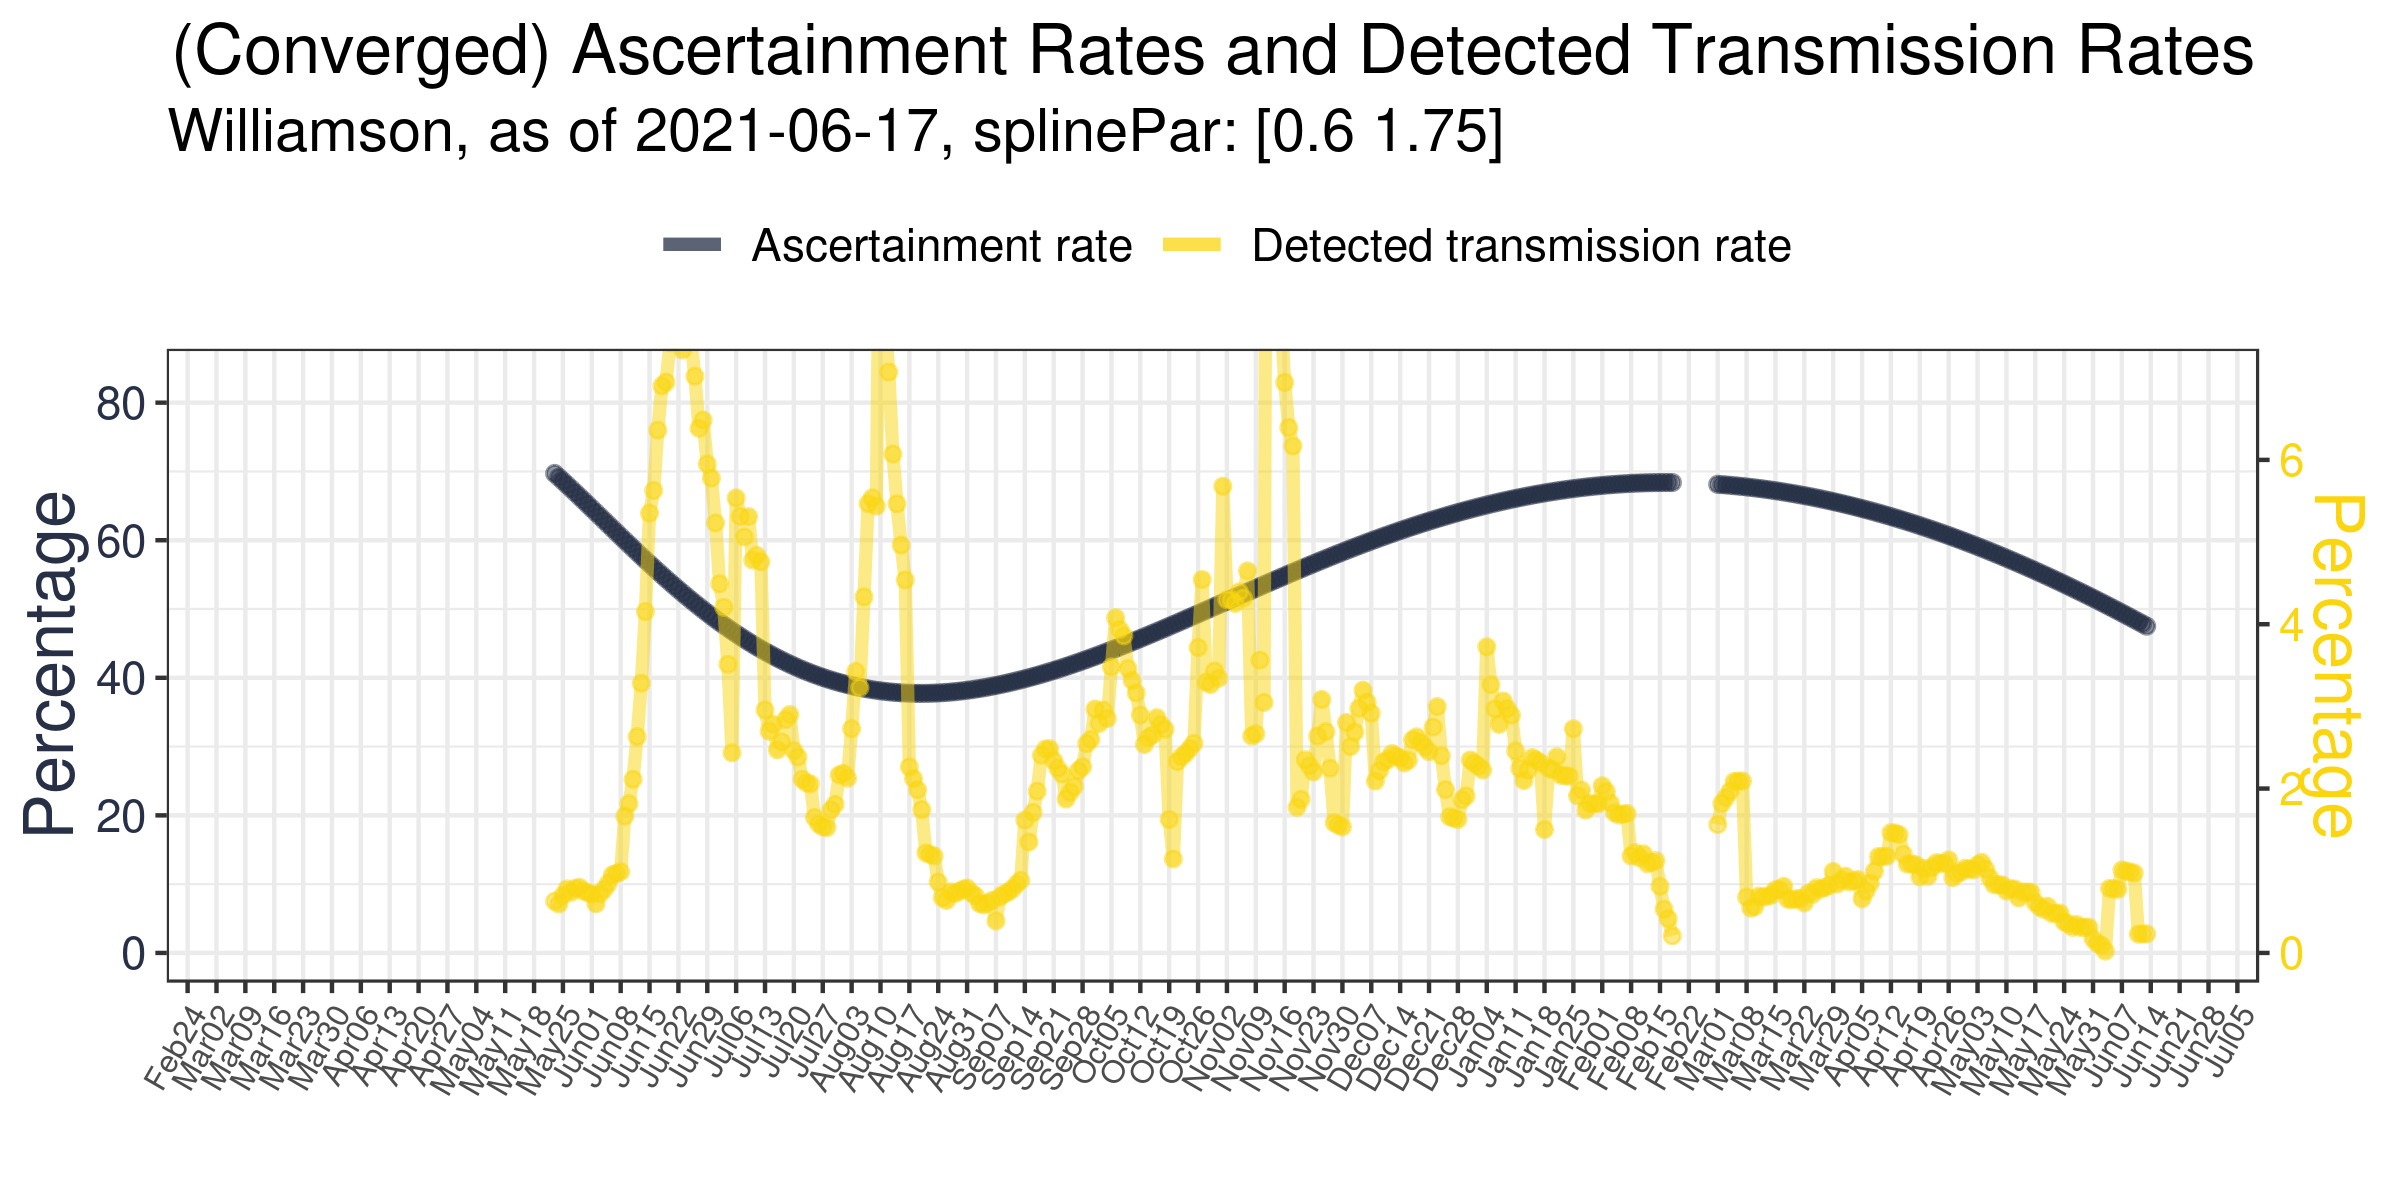 (Converged) Ascertainment Rates and Detected Transmission Rates
Williamson, as of 2021-06-17, splinePar: [0.6 1.75]
Ascertainment rate
Detected transmission rate
Percentage
80
60
40
20
0
6
4
2
0
Percentage
Feb24
Mar02
Mar09
Mar16
Mar23
Mar30
Apr06
Apr13
Apr20
Apr27
May04
May11
May18
May25
Jun01
Jun08
Jun15
Jun22
Jun29
Jul06
Jul13
Jul20
Jul27
Aug03
Aug10
Aug17
Aug24
Aug31
Sep07
Sep14
Sep21
Sep28
Oct05
Oct12
Oct19
Oct26
Nov02
Nov09
Nov16
Nov23
Nov30
Dec07
Dec14
Dec21
Dec28
Jan04
Jan11
Jan18
Jan25
Feb01
Feb08
Feb15
Feb22
Mar01
Mar08
Mar15
Mar22
Mar29
Apr05
Apr12
Apr19
Apr26
May03
May10
May17
May24
May31
Jun07
Jun14
Jun21
Jun28
Jul05